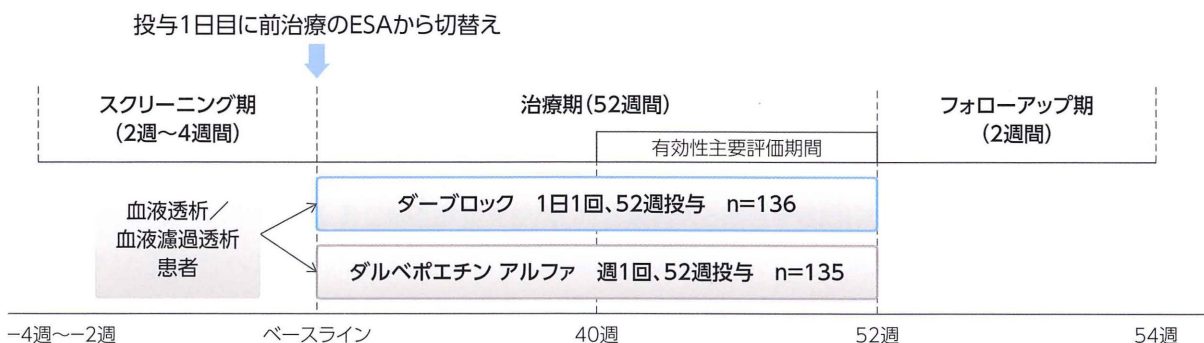 投与1日目に前治療のESAから切替え
スクリーニング期
(2週～4週間)
治療期(52週間)
フォローアップ期
(2週間)
有効性主要評価期間
血液透析／
血液濾過透析
患者
ダーブロック 1日1回、52週投与 n=136
ダルベポエチン アルファ 週1回、52週投与 n=135
−4週～−2週
ベースライン
40週
52週
54週